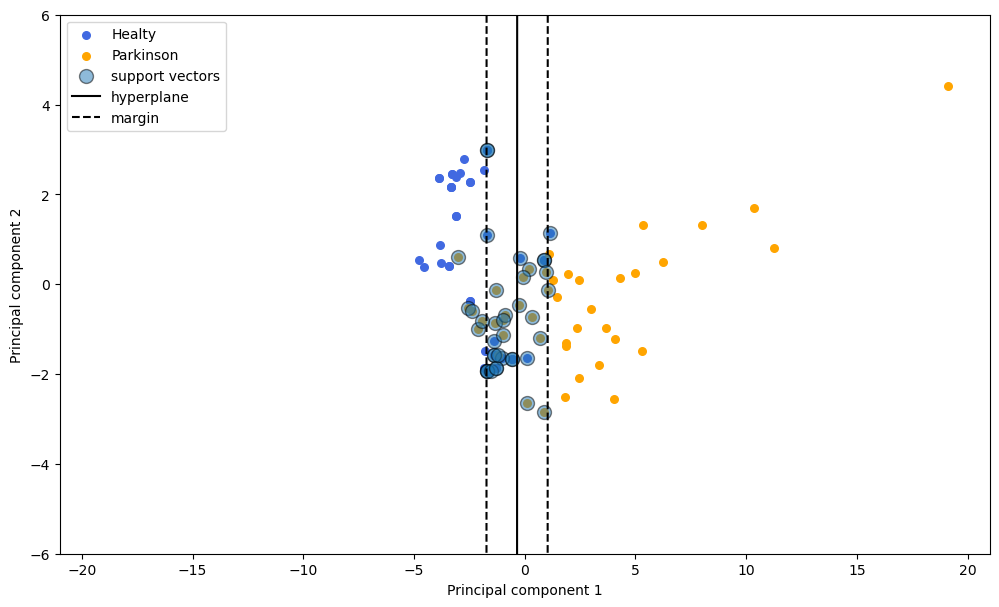 Healty
Parkinson
support vectors
hyperplane
margin
6
4
2
0
−2
−4
−6
Principal component 2
−20
−15
−10
−5
0
5
10
15
20
Principal component 1